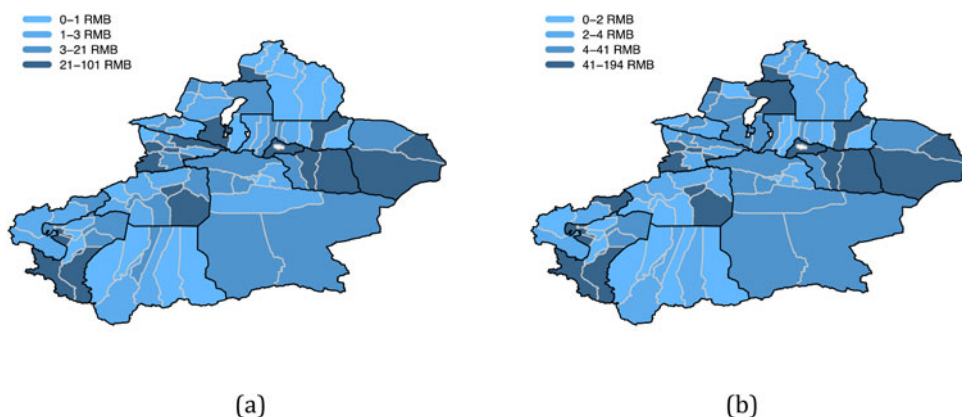 0–1 RMB
1–3 RMB
3–21 RMB
21–101 RMB
0–2 RMB
2–4 RMB
4–41 RMB
41–194 RMB
(a)
(b)